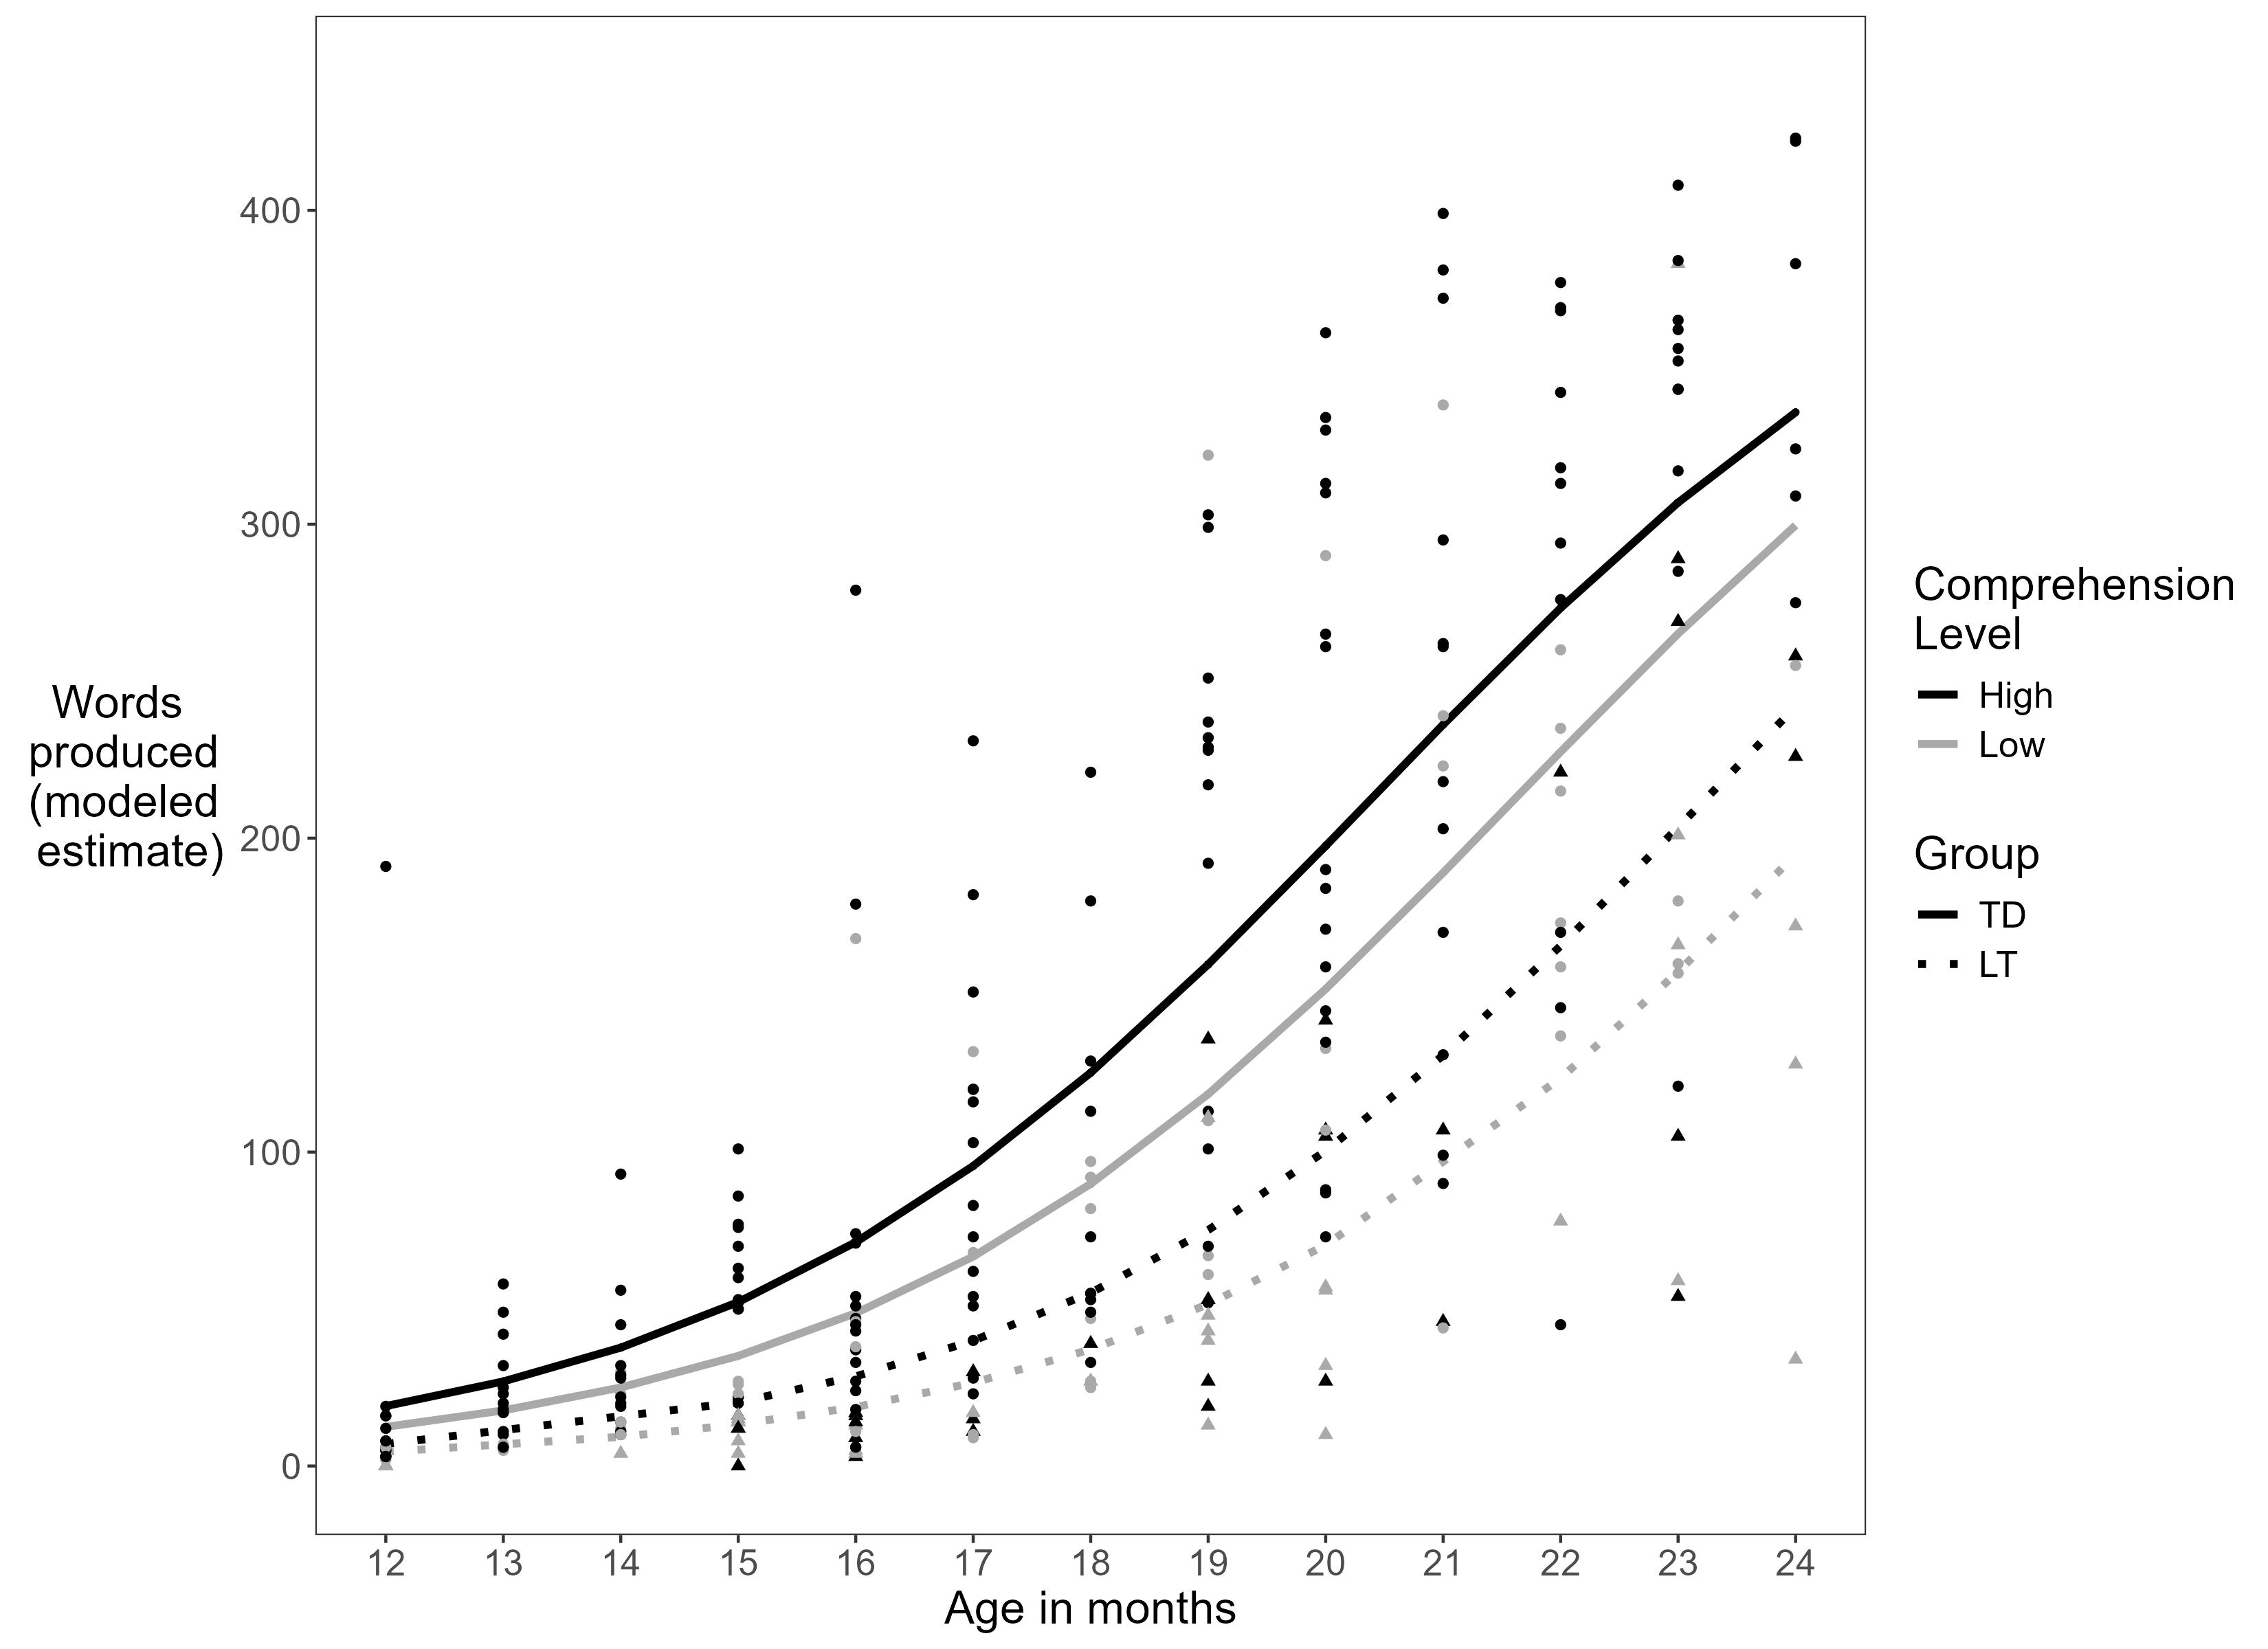 Words
produced
(modeled
estimate)
400
300
200
100
0
12 13 14 15 16 17 18 19 20 21 22 23 24
Age in months
Comprehension
Level
High
Low
Group
TD
LT